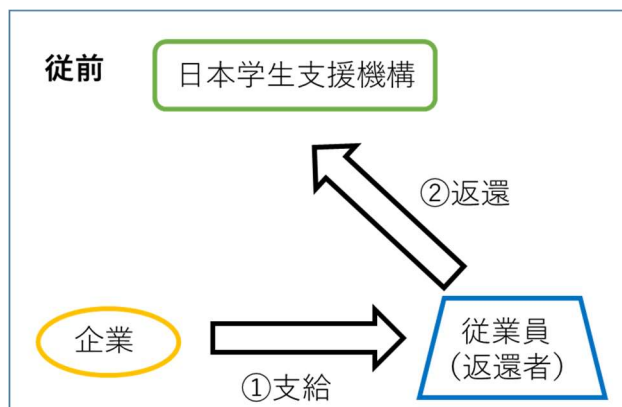 従前
日本学生支援機構
②返還
企業
①支給
従業員
(返還者)